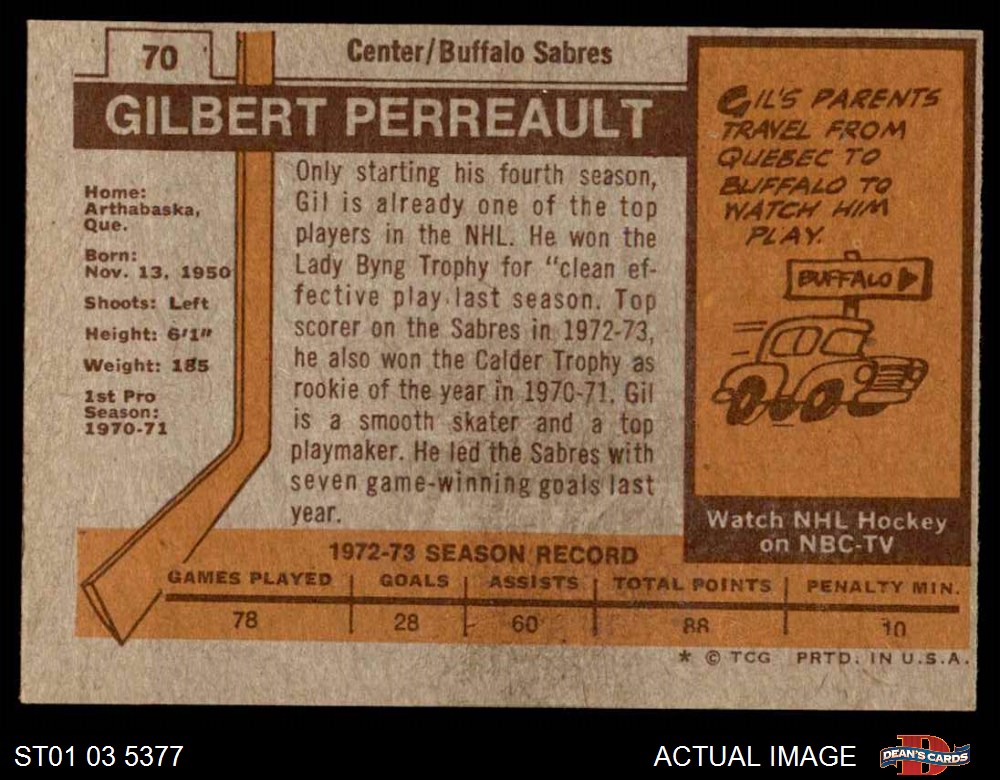 70
Center/Buffalo Sabres
GILBERT PERREAULT
Home:
Arthabaska,
Que.
Born:
Nov. 13, 1950
Shoots: Left
Height: 6'1"
Weight: 185
1st Pro
Season:
1970-71
Only starting his fourth season,
Gil is already one of the top
players in the NHL. He won the
Lady Byng Trophy for "clean ef-
fective play last season. Top
scorer on the Sabres in 1972-73,
he also won the Calder Trophy as
rookie of the year in 1970-71. Gil
is a smooth skater and a top
playmaker. He led the Sabres with
seven game-winning goals last
year.
GIL'S PARENTS
TRAVEL FROM
QUEBEC TO
BUFFALO TO
WATCH HIM
PLAY.
BUFFALO
Watch NHL Hockey
on NBC-TV
1972-73 SEASON RECORD
GAMES PLAYED GOALS ASSISTS TOTAL POINTS PENALTY MIN.
78 28 60 88 10
* © TCG PRTD. IN U.S.A.
ST01 03 5377
ACTUAL IMAGE
DEAN'S CARDS